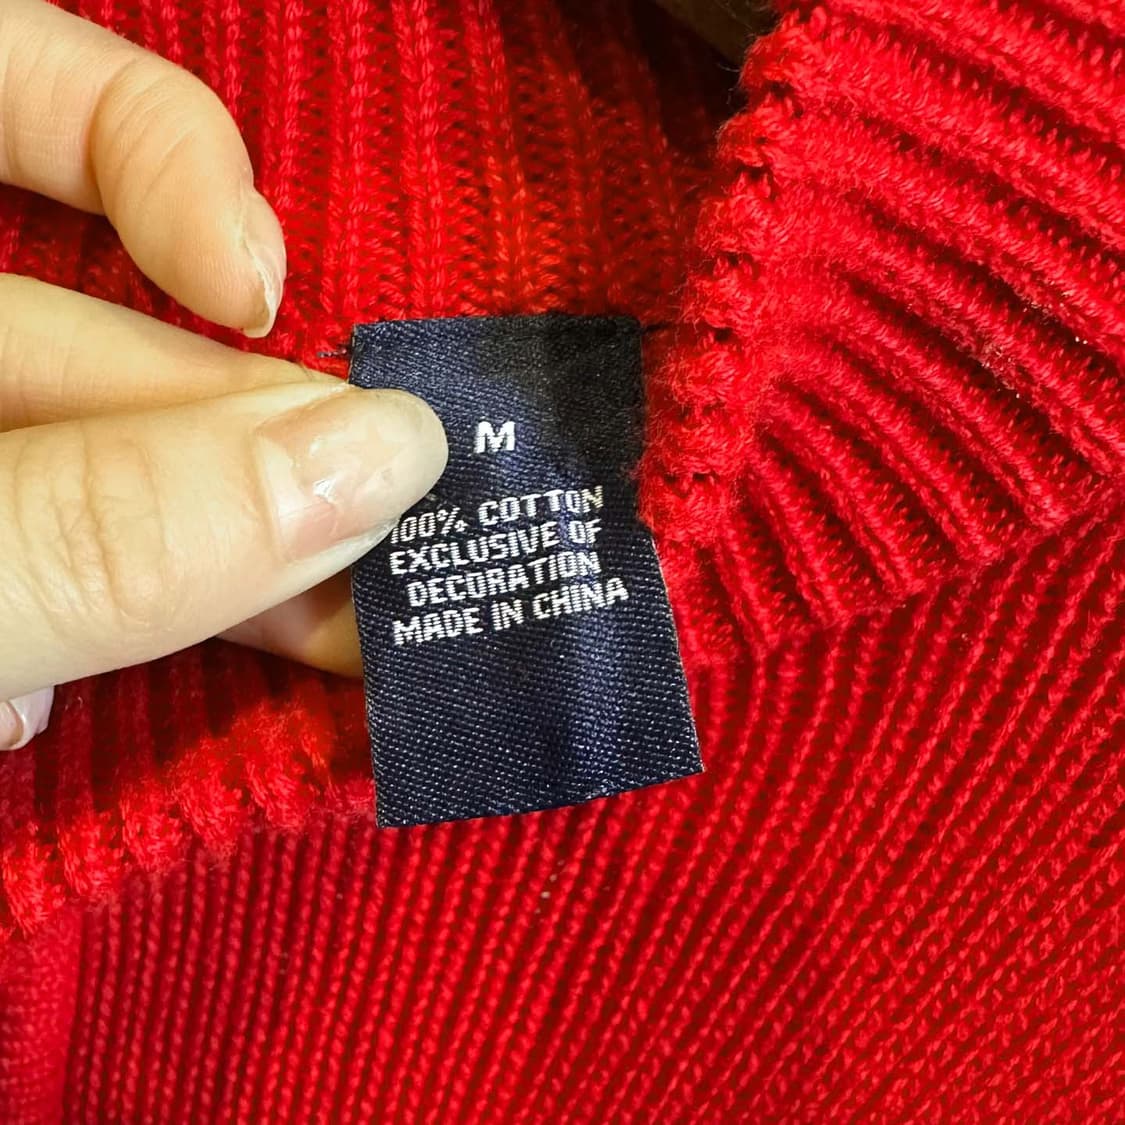 M
100% COTTON
EXCLUSIVE OF
DECORATION
MADE IN CHINA